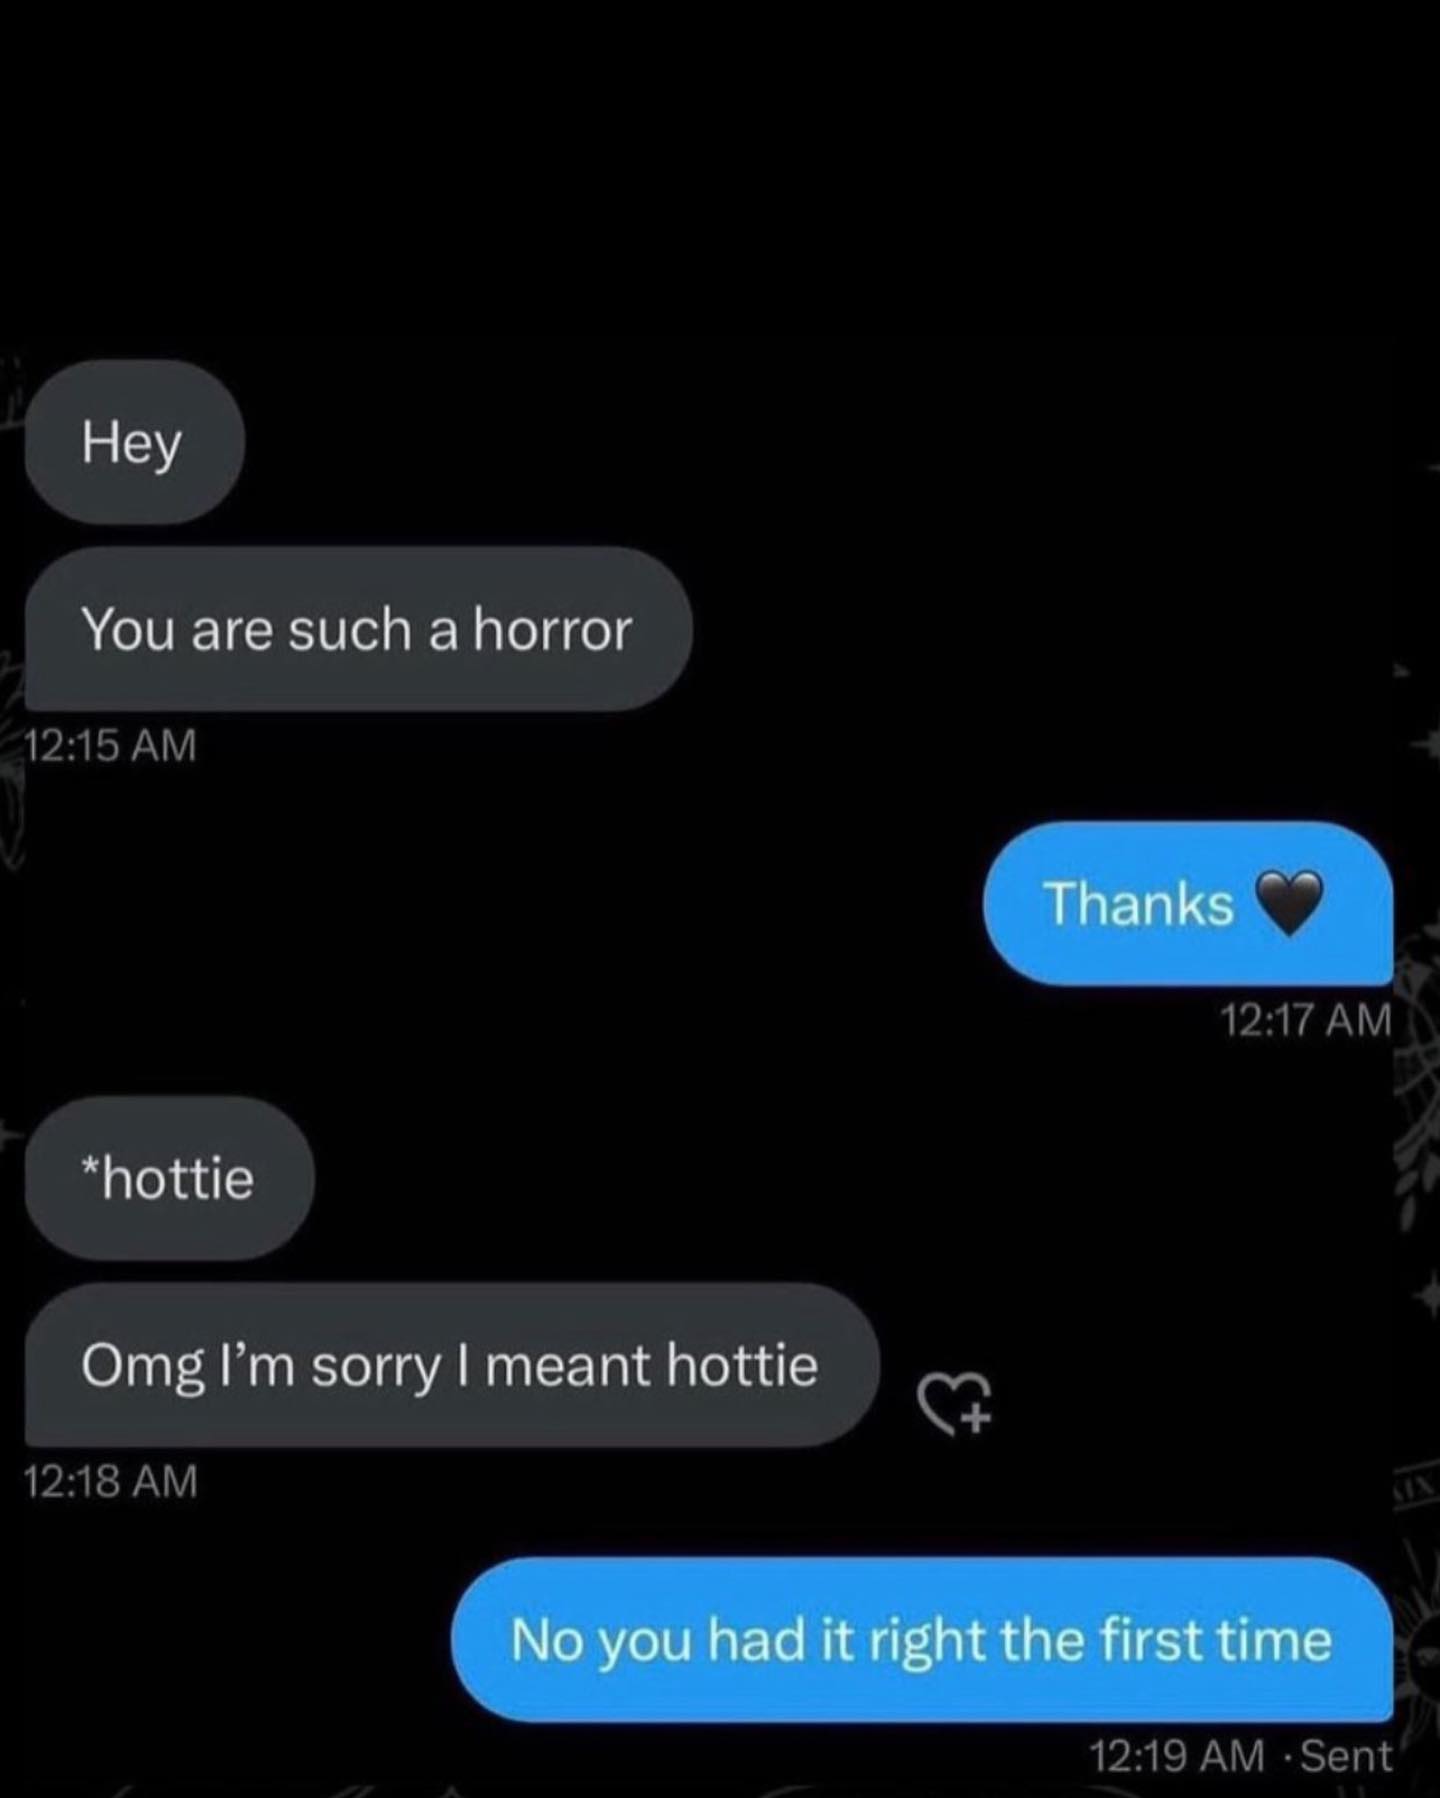 Hey
You are such a horror
12:15 AM
Thanks 🖤
12:17 AM
*hottie
Omg I'm sorry I meant hottie
12:18 AM
No you had it right the first time
12:19 AM · Sent